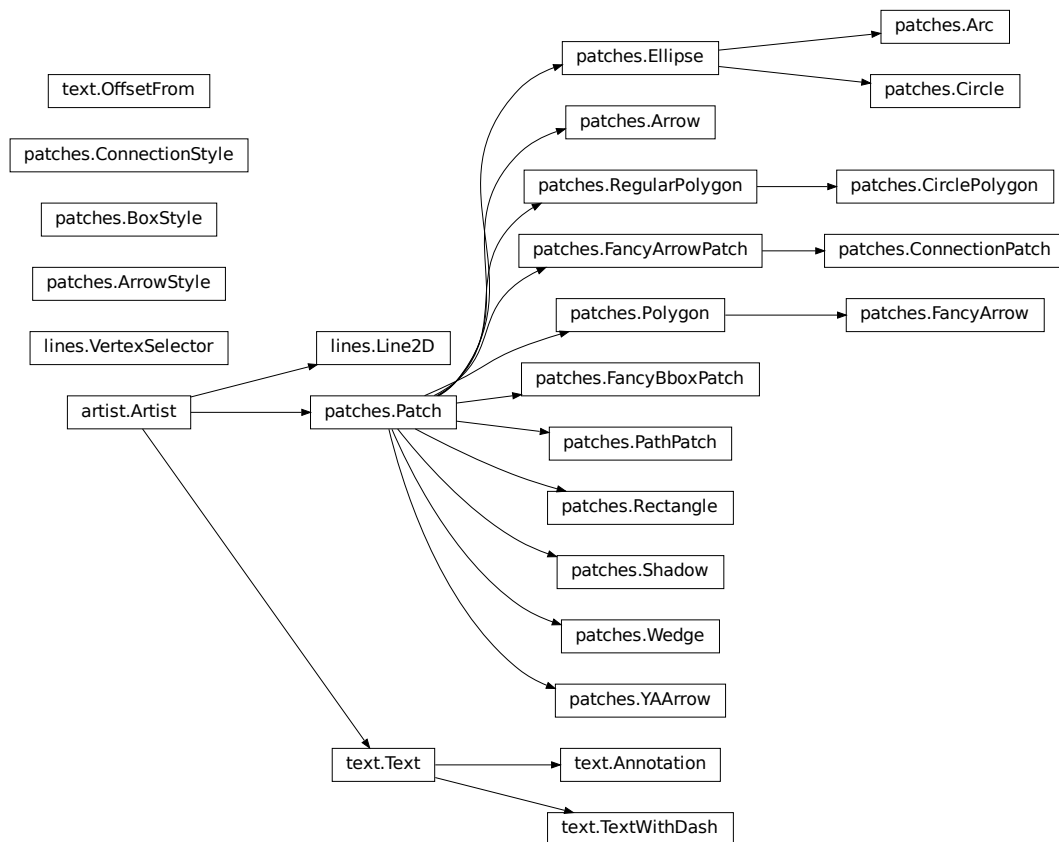 patches.Arc
patches.Ellipse
text.OffsetFrom
patches.Circle
patches.Arrow
patches.ConnectionStyle
patches.RegularPolygon
patches.CirclePolygon
patches.BoxStyle
patches.FancyArrowPatch
patches.ConnectionPatch
patches.ArrowStyle
patches.Polygon
patches.FancyArrow
lines.VertexSelector
lines.Line2D
patches.FancyBboxPatch
artist.Artist
patches.Patch
patches.PathPatch
patches.Rectangle
patches.Shadow
patches.Wedge
patches.YAArrow
text.Text
text.Annotation
text.TextWithDash